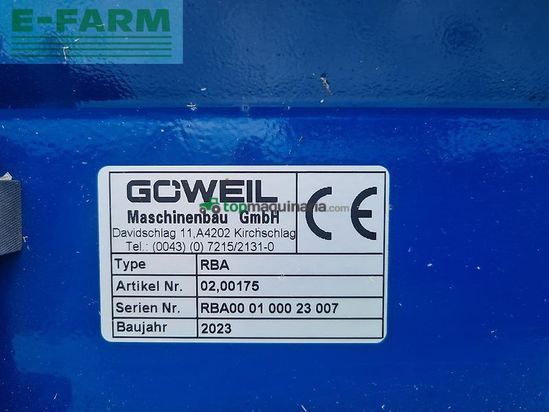 E-FARM
GÖWEIL
Maschinenbau GmbH
topmaquinaria.com
Davidschlag 11,A4202 Kirchschlag
Tel.: (0043) (0) 7215/2131-0
CE
Type RBA
Artikel Nr. 02,00175
Serien Nr. RBA00 01 000 23 007
Baujahr 2023